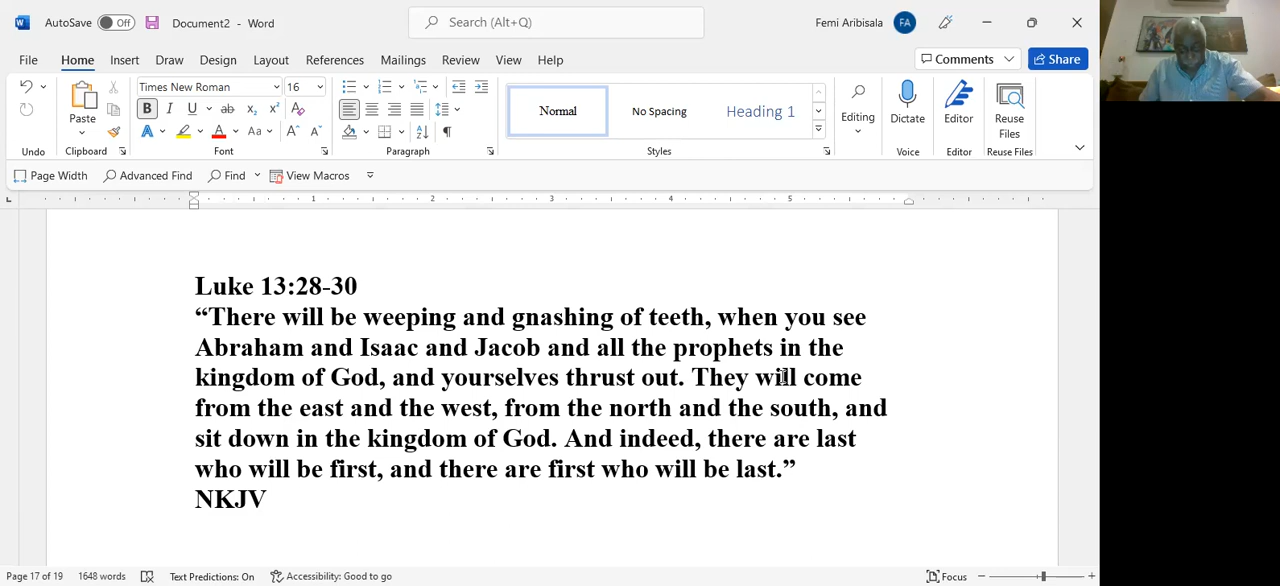 AutoSave Off Document2 - Word Search (Alt+Q) Femi Aribisala FA
File Home Insert Draw Design Layout References Mailings Review View Help Comments Share
Times New Roman 16
Paste Normal No Spacing Heading 1 Editing Dictate Editor Reuse Files
Undo Clipboard Font Paragraph Styles Voice Editor Reuse Files
Page Width Advanced Find Find View Macros
1 2 3 4 5
Luke 13:28-30
“There will be weeping and gnashing of teeth, when you see
Abraham and Isaac and Jacob and all the prophets in the
kingdom of God, and yourselves thrust out. They will come
from the east and the west, from the north and the south, and
sit down in the kingdom of God. And indeed, there are last
who will be first, and there are first who will be last.”
NKJV
Page 17 of 19 1648 words Text Predictions: On Accessibility: Good to go Focus